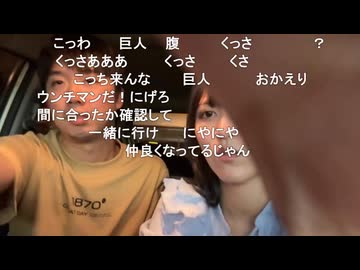 こっわ 巨人 腹 くっさ ?
くっさあああ くっさ くさ
こっち来んな 巨人 おかえり
ウンチマンだ!にげろ
間に合ったか確認して
一緒に行け にやにや
仲良くなってるじゃん
1870